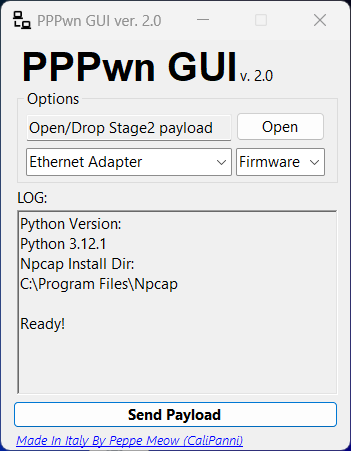 PPPwn GUI ver. 2.0
PPPwn GUI v. 2.0
Options
Open/Drop Stage2 payload
Open
Ethernet Adapter
Firmware
LOG:
Python Version:
Python 3.12.1
Npcap Install Dir:
C:\Program Files\Npcap
Ready!
Send Payload
Made In Italy By Peppe Meow (CaliPanni)